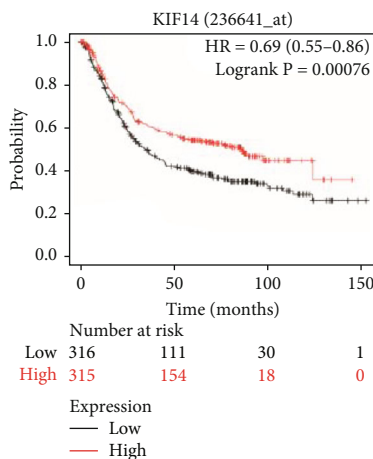 KIF14 (236641_at)
HR = 0.69 (0.55–0.86)
Logrank P = 0.00076
Probability
1.0
0.8
0.6
0.4
0.2
0.0
0 50 100 150
Time (months)
Number at risk
Low 316 111 30 1
High 315 154 18 0
Expression
Low
High